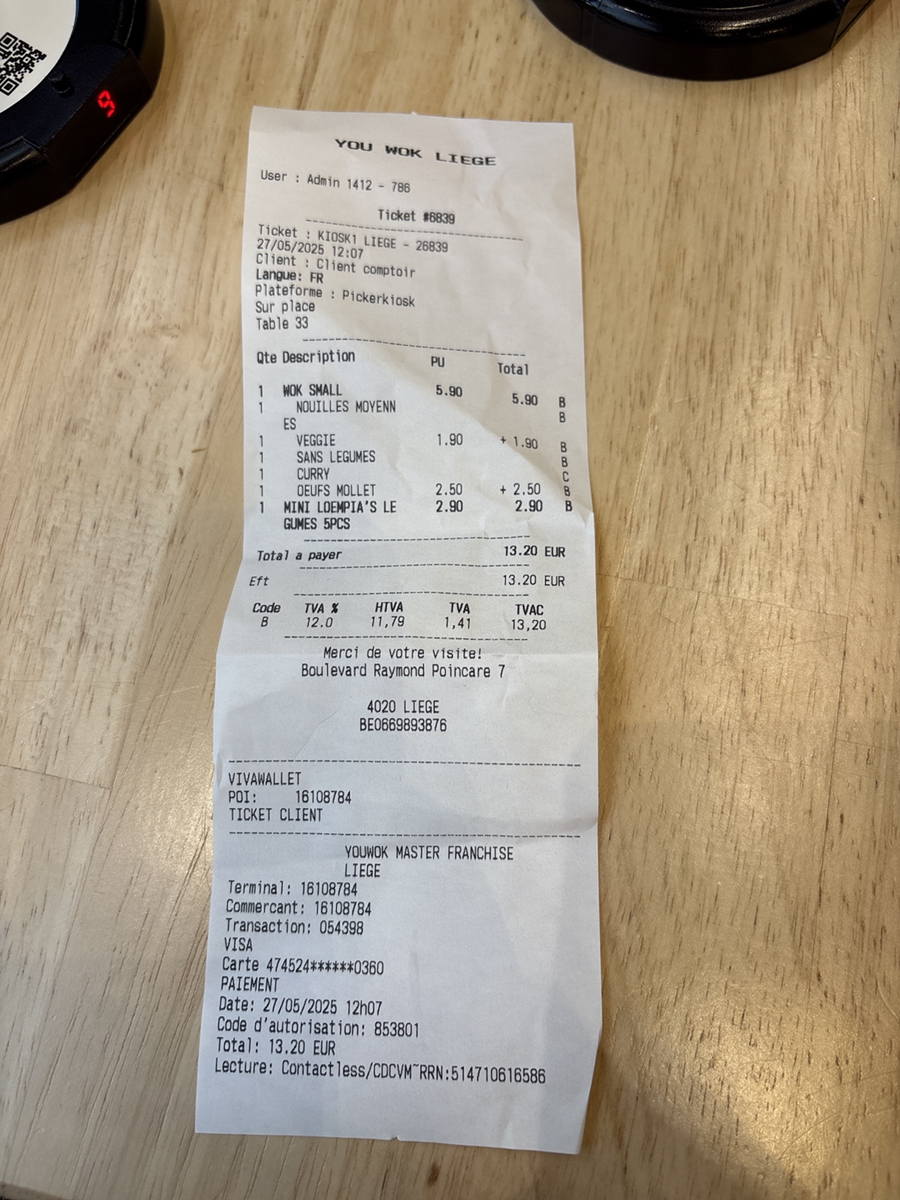 YOU WOK LIEGE
User : Admin 1412 - 786
Ticket #6839
Ticket : KIOSK1 LIEGE - 26839
27/05/2025 12:07
Client : Client comptoir
Langue: FR
Plateforme : Pickerkiosk
Sur place
Table 33
Qte Description PU Total
1 WOK SMALL 5.90 5.90 B
1 NOUILLES MOYENN B
ES
1 VEGGIE 1.90 + 1.90 B
1 SANS LEGUMES B
1 CURRY C
1 OEUFS MOLLET 2.50 + 2.50 B
1 MINI LOEMPIA'S LE 2.90 2.90 B
GUMES 5PCS
Total a payer 13.20 EUR
Eft 13.20 EUR
Code TVA % HTVA TVA TVAC
B 12.0 11,79 1,41 13,20
Merci de votre visite!
Boulevard Raymond Poincare 7
4020 LIEGE
BE0669893876
VIVAWALLET
POI: 16108784
TICKET CLIENT
YOUWOK MASTER FRANCHISE
LIEGE
Terminal: 16108784
Commercant: 16108784
Transaction: 054398
VISA
Carte 474524******0360
PAIEMENT
Date: 27/05/2025 12h07
Code d'autorisation: 853801
Total: 13.20 EUR
Lecture: Contactless/CDCVM~RRN:514710616586